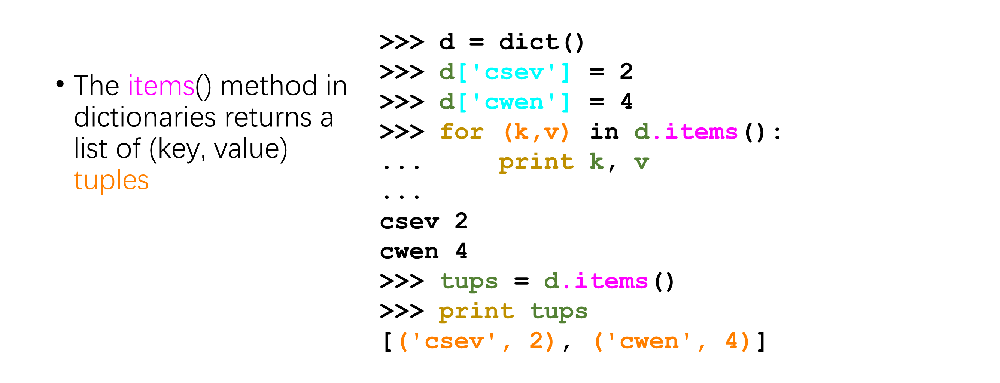 • The items() method in
dictionaries returns a
list of (key, value)
tuples
>>> d = dict()
>>> d['csev'] = 2
>>> d['cwen'] = 4
>>> for (k,v) in d.items():
...     print k, v
...
csev 2
cwen 4
>>> tups = d.items()
>>> print tups
[('csev', 2), ('cwen', 4)]